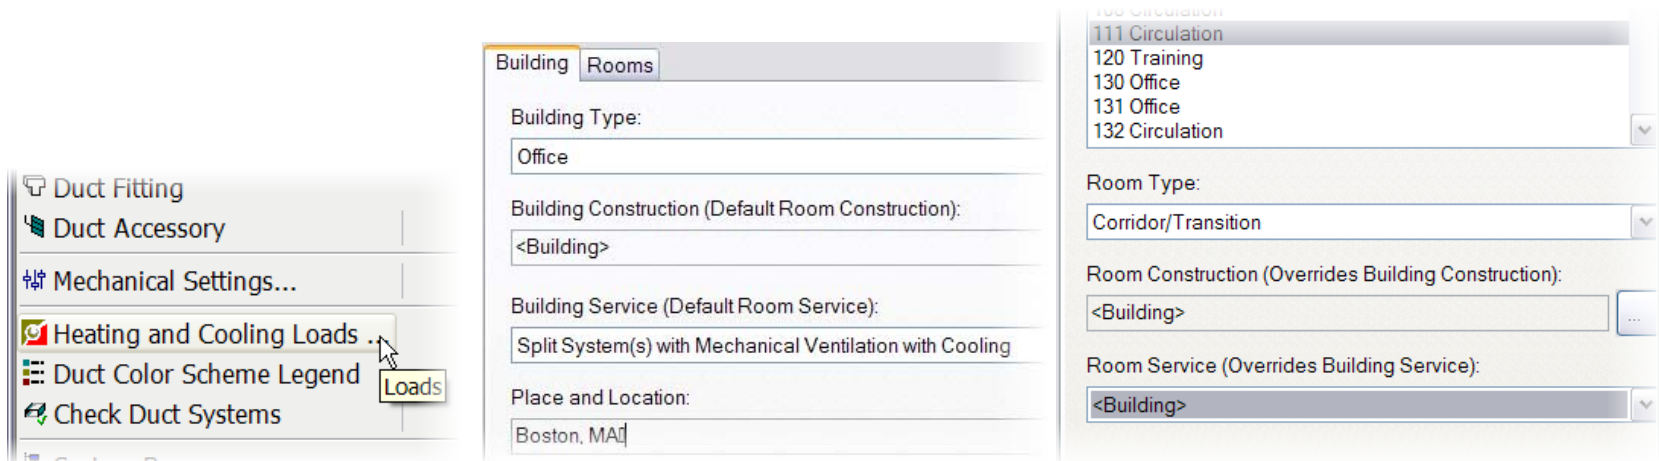 Duct Fitting
Duct Accessory
Mechanical Settings...
Heating and Cooling Loads ...
Loads
Duct Color Scheme Legend
Check Duct Systems
Building
Rooms
Building Type:
Office
Building Construction (Default Room Construction):
<Building>
Building Service (Default Room Service):
Split System(s) with Mechanical Ventilation with Cooling
Place and Location:
Boston, MA
Circulation
111 Circulation
120 Training
130 Office
131 Office
132 Circulation
Room Type:
Corridor/Transition
Room Construction (Overrides Building Construction):
<Building>
...
Room Service (Overrides Building Service):
<Building>